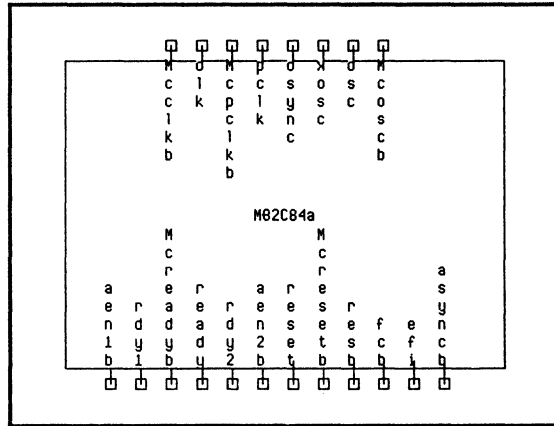 Mcclkb
clk
Mcpclkb
pclk
csync
xosc
osc
Mcoscb
M82C84a
aen1b
rdy1
Mcreadyb
ready
rdy2
aen2b
reset
Mcresetb
resb
fcb
efi
asyncb